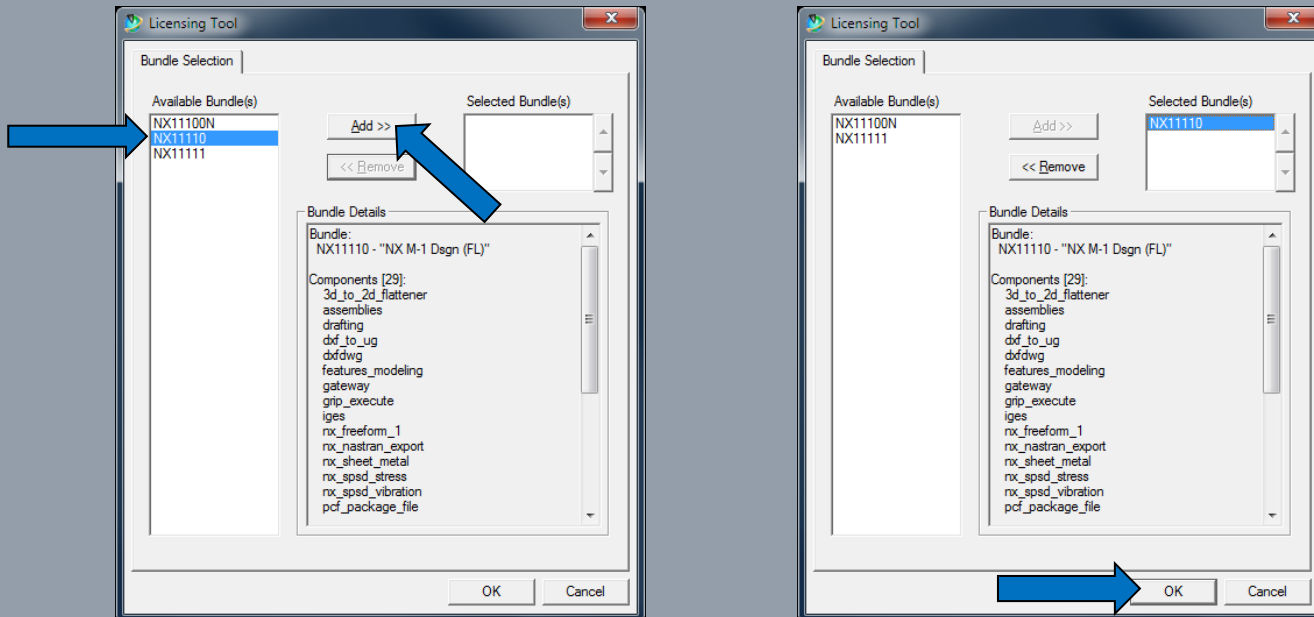 Licensing Tool
Bundle Selection
Available Bundle(s)
NX11100N
NX11110
NX11111
Add >>
<< Remove
Selected Bundle(s)
Bundle Details
Bundle:
NX11110 - "NX M-1 Dsgn (FL)"
Components [29]:
3d_to_2d_flattener
assemblies
drafting
dxf_to_ug
dxfdwg
features_modeling
gateway
grip_execute
iges
nx_freeform_1
nx_nastran_export
nx_sheet_metal
nx_spsd_stress
nx_spsd_vibration
pcf_package_file
OK
Cancel
Licensing Tool
Bundle Selection
Available Bundle(s)
NX11100N
NX11111
Add >>
<< Remove
Selected Bundle(s)
NX11110
Bundle Details
Bundle:
NX11110 - "NX M-1 Dsgn (FL)"
Components [29]:
3d_to_2d_flattener
assemblies
drafting
dxf_to_ug
dxfdwg
features_modeling
gateway
grip_execute
iges
nx_freeform_1
nx_nastran_export
nx_sheet_metal
nx_spsd_stress
nx_spsd_vibration
pcf_package_file
OK
Cancel